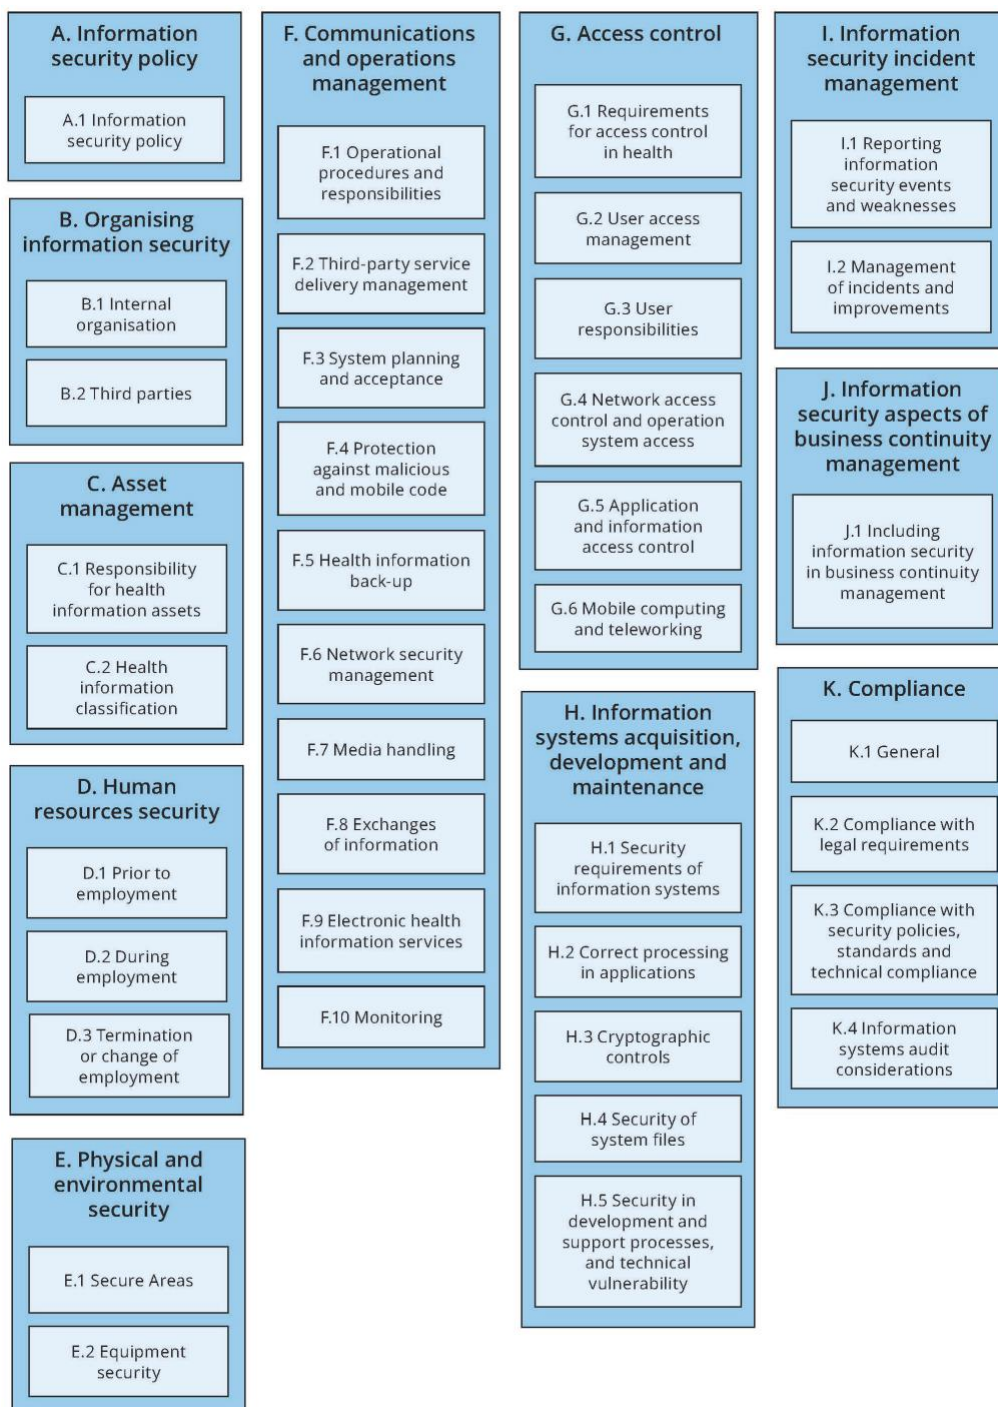 A. Information
security policy
A.1 Information
security policy
B. Organising
information security
B.1 Internal
organisation
B.2 Third parties
C. Asset
management
C.1 Responsibility
for health
information assets
C.2 Health
information
classification
D. Human
resources security
D.1 Prior to
employment
D.2 During
employment
D.3 Termination
or change of
employment
E. Physical and
environmental
security
E.1 Secure Areas
E.2 Equipment
security
F. Communications
and operations
management
F.1 Operational
procedures and
responsibilities
F.2 Third-party service
delivery management
F.3 System planning
and acceptance
F.4 Protection
against malicious
and mobile code
F.5 Health information
back-up
F.6 Network security
management
F.7 Media handling
F.8 Exchanges
of information
F.9 Electronic health
information services
F.10 Monitoring
G. Access control
G.1 Requirements
for access control
in health
G.2 User access
management
G.3 User
responsibilities
G.4 Network access
control and operation
system access
G.5 Application
and information
access control
G.6 Mobile computing
and teleworking
H. Information
systems acquisition,
development and
maintenance
H.1 Security
requirements of
information systems
H.2 Correct processing
in applications
H.3 Cryptographic
controls
H.4 Security of
system files
H.5 Security in
development and
support processes,
and technical
vulnerability
I. Information
security incident
management
I.1 Reporting
information
security events
and weaknesses
I.2 Management
of incidents and
improvements
J. Information
security aspects of
business continuity
management
J.1 Including
information security
in business continuity
management
K. Compliance
K.1 General
K.2 Compliance with
legal requirements
K.3 Compliance with
security policies,
standards and
technical compliance
K.4 Information
systems audit
considerations